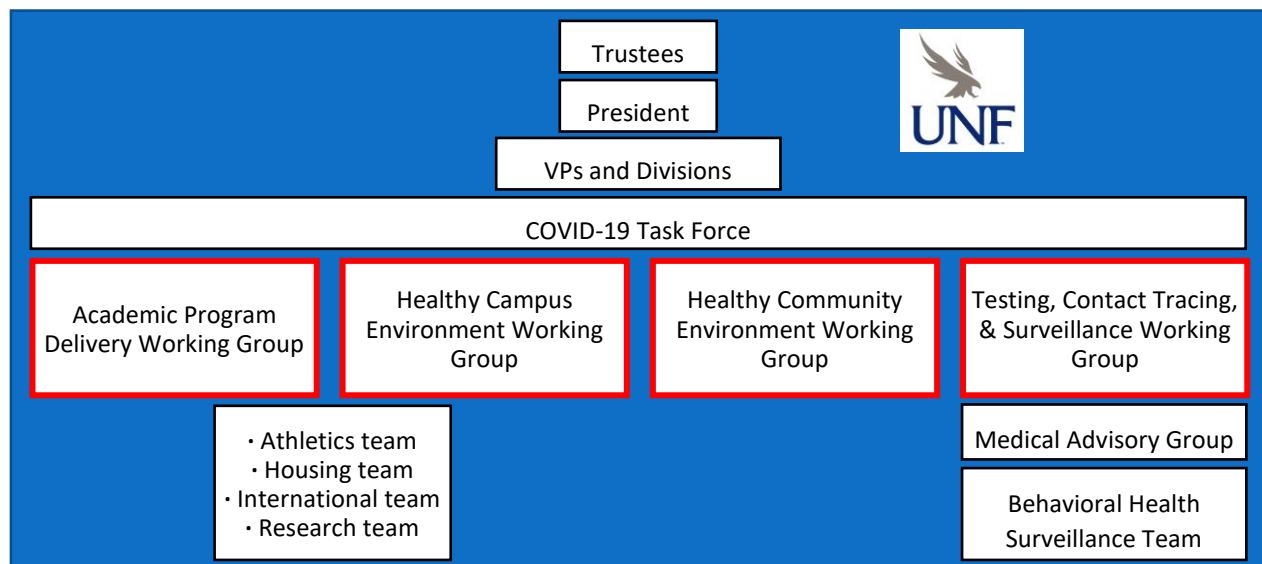 Trustees
UNF
President
VPs and Divisions
COVID-19 Task Force
Academic Program
Delivery Working Group
Healthy Campus
Environment Working
Group
Healthy Community
Environment Working
Group
Testing, Contact Tracing,
& Surveillance Working
Group
· Athletics team
· Housing team
· International team
· Research team
Medical Advisory Group
Behavioral Health
Surveillance Team